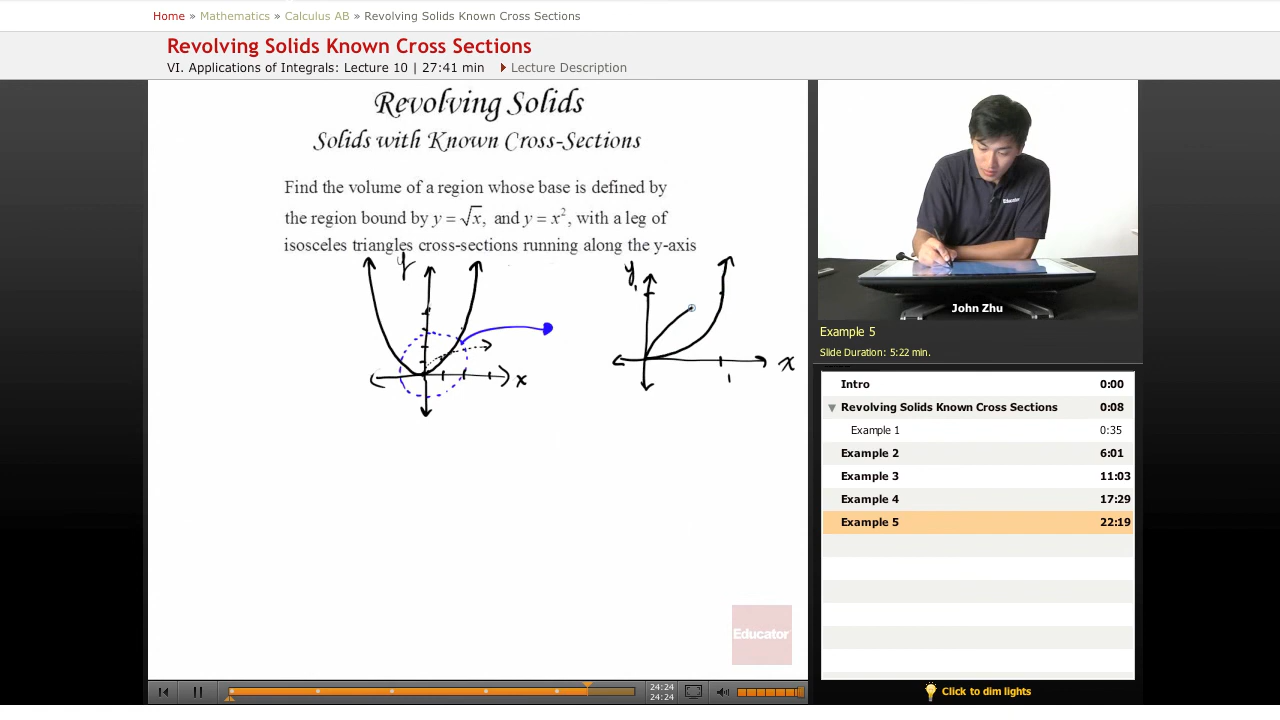 Home » Mathematics » Calculus AB » Revolving Solids Known Cross Sections
Revolving Solids Known Cross Sections
VI. Applications of Integrals: Lecture 10 | 27:41 min Lecture Description
Revolving Solids
Solids with Known Cross-Sections
Find the volume of a region whose base is defined by
the region bound by y = √x, and y = x², with a leg of
isosceles triangles cross-sections running along the y-axis
y
x
y
1
x
1
Educator
Educator
John Zhu
Example 5
Slide Duration: 5:22 min.
Intro 0:00
Revolving Solids Known Cross Sections 0:08
Example 1 0:35
Example 2 6:01
Example 3 11:03
Example 4 17:29
Example 5 22:19
24:24
24:24
Click to dim lights